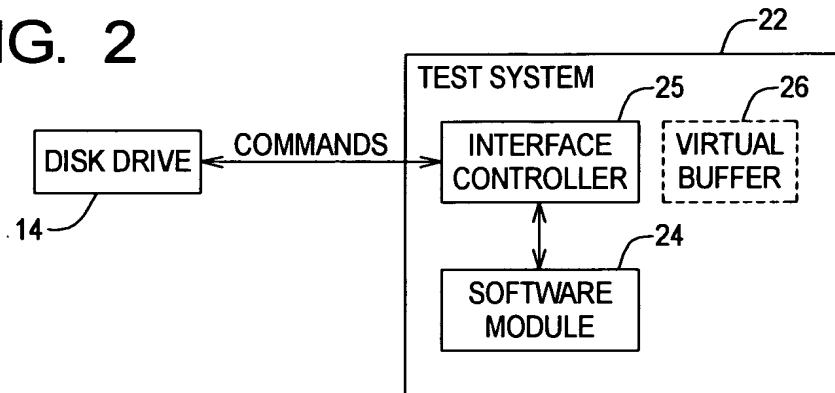 IG. 2
22
TEST SYSTEM
25
26
DISK DRIVE
COMMANDS
INTERFACE
CONTROLLER
VIRTUAL
BUFFER
14
24
SOFTWARE
MODULE